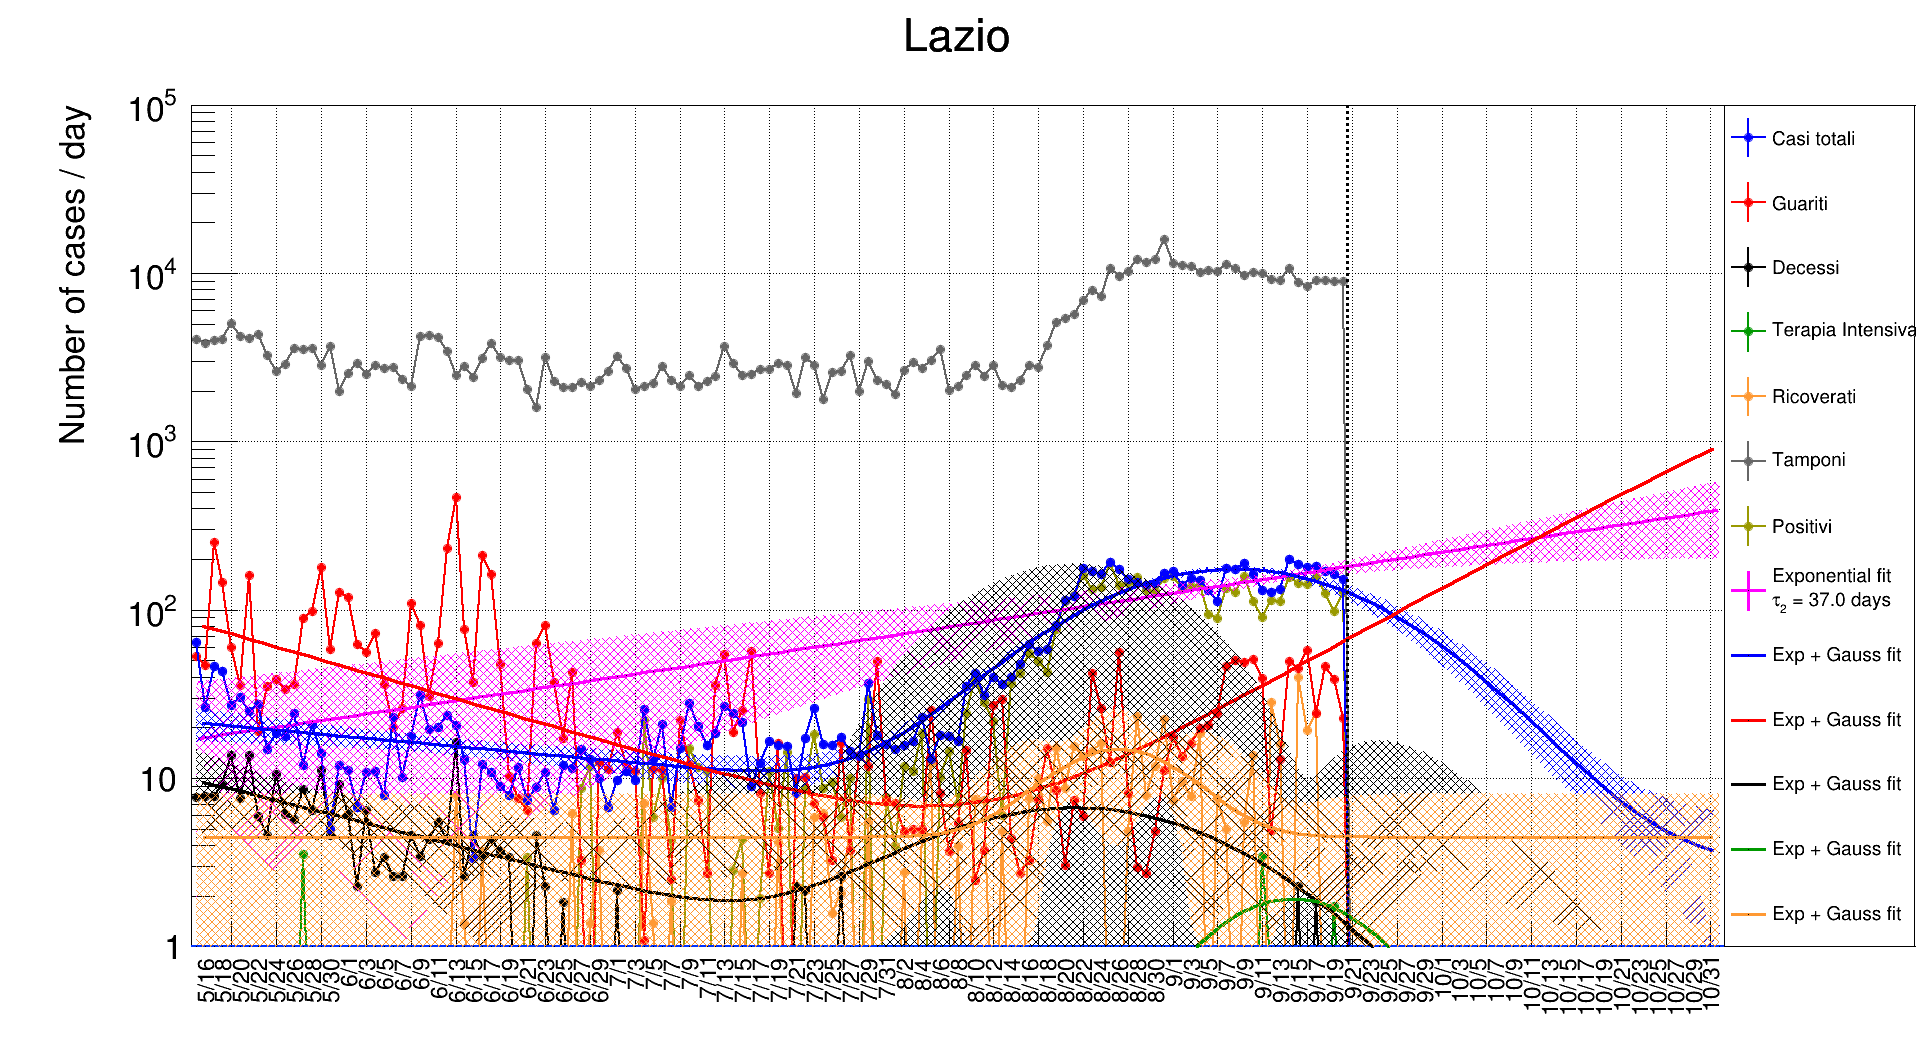 Lazio
Number of cases / day
10^5
10^4
10^3
10^2
10
1
5/16 5/18 5/20 5/22 5/24 5/26 5/28 5/30 6/1 6/3 6/5 6/7 6/9 6/11 6/13 6/15 6/17 6/19 6/21 6/23 6/25 6/27 6/29 7/1 7/3 7/5 7/7 7/9 7/11 7/13 7/15 7/17 7/19 7/21 7/23 7/25 7/27 7/29 7/31 8/2 8/4 8/6 8/8 8/10 8/12 8/14 8/16 8/18 8/20 8/22 8/24 8/26 8/28 8/30 9/1 9/3 9/5 9/7 9/9 9/11 9/13 9/15 9/17 9/19 9/21 9/23 9/25 9/27 9/29 10/1 10/3 10/5 10/7 10/9 10/11 10/13 10/15 10/17 10/19 10/21 10/23 10/25 10/27 10/29 10/31
Casi totali
Guariti
Decessi
Terapia Intensiva
Ricoverati
Tamponi
Positivi
Exponential fit
τ2 = 37.0 days
Exp + Gauss fit
Exp + Gauss fit
Exp + Gauss fit
Exp + Gauss fit
Exp + Gauss fit